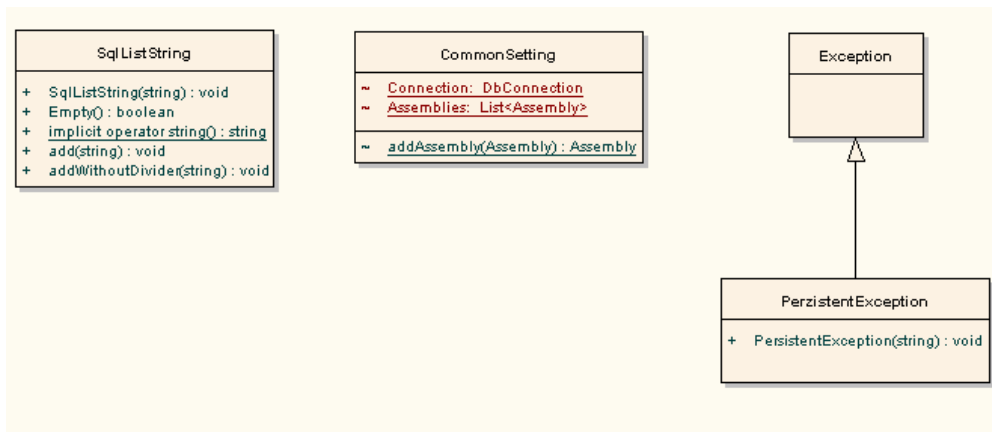 SqlListString
+ SqlListString(string) : void
+ Empty() : boolean
+ implicit operator string() : string
+ add(string) : void
+ addWithoutDivider(string) : void
CommonSetting
~ Connection: DbConnection
~ Assemblies: List<Assembly>
~ addAssembly(Assembly) : Assembly
Exception
PerzistentException
+ PersistentException(string) : void